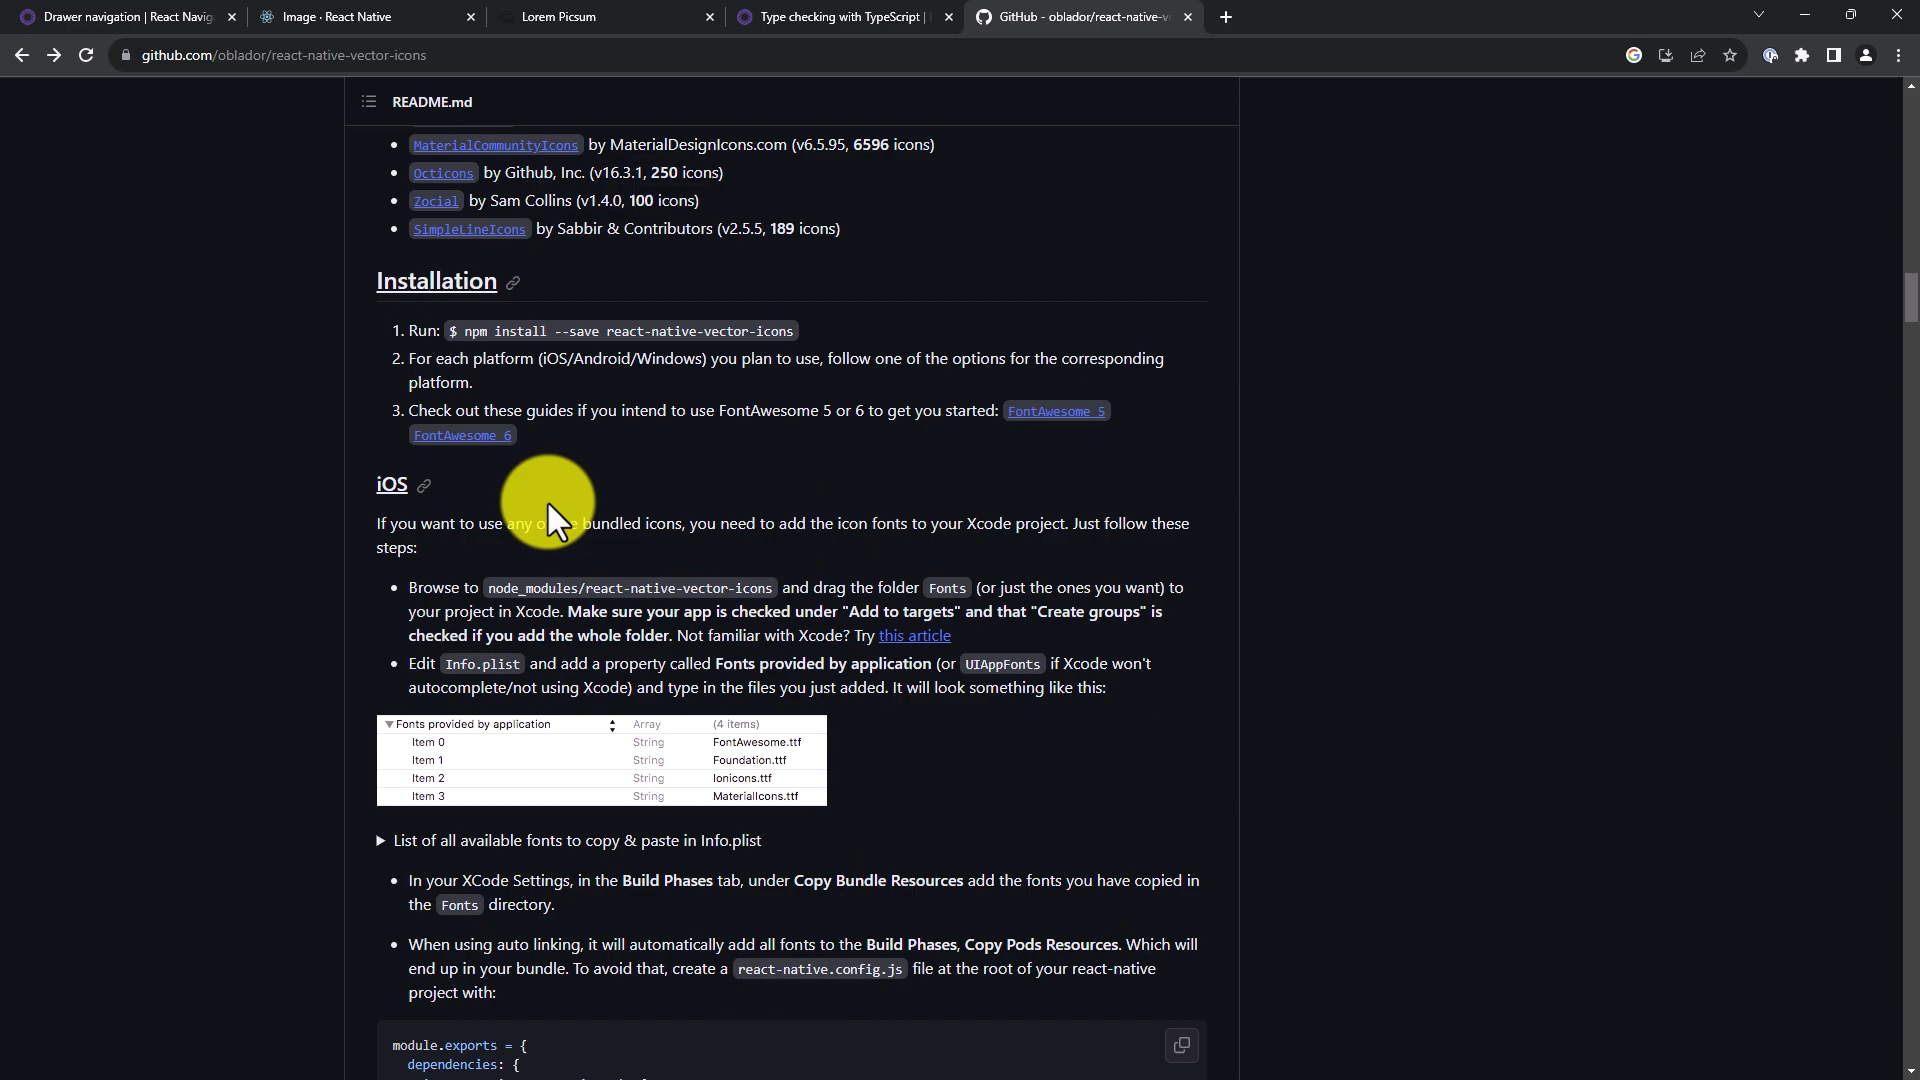 Drawer navigation | React Navig
Image · React Native
Lorem Picsum
Type checking with TypeScript |
GitHub - oblador/react-native-v
github.com/oblador/react-native-vector-icons
README.md
MaterialCommunityIcons by MaterialDesignIcons.com (v6.5.95, 6596 icons)
Octicons by Github, Inc. (v16.3.1, 250 icons)
Zocial by Sam Collins (v1.4.0, 100 icons)
SimpleLineIcons by Sabbir & Contributors (v2.5.5, 189 icons)
Installation
1. Run: $ npm install --save react-native-vector-icons
2. For each platform (iOS/Android/Windows) you plan to use, follow one of the options for the corresponding
platform.
3. Check out these guides if you intend to use FontAwesome 5 or 6 to get you started: FontAwesome 5
FontAwesome 6
iOS
If you want to use any bundled icons, you need to add the icon fonts to your Xcode project. Just follow these
steps:
Browse to node_modules/react-native-vector-icons and drag the folder Fonts (or just the ones you want) to
your project in Xcode. Make sure your app is checked under "Add to targets" and that "Create groups" is
checked if you add the whole folder. Not familiar with Xcode? Try this article
Edit Info.plist and add a property called Fonts provided by application (or UIAppFonts if Xcode won't
autocomplete/not using Xcode) and type in the files you just added. It will look something like this:
Fonts provided by application Array (4 items)
Item 0 String FontAwesome.ttf
Item 1 String Foundation.ttf
Item 2 String Ionicons.ttf
Item 3 String MaterialIcons.ttf
List of all available fonts to copy & paste in Info.plist
In your XCode Settings, in the Build Phases tab, under Copy Bundle Resources add the fonts you have copied in
the Fonts directory.
When using auto linking, it will automatically add all fonts to the Build Phases, Copy Pods Resources. Which will
end up in your bundle. To avoid that, create a react-native.config.js file at the root of your react-native
project with:
module.exports = {
dependencies: {